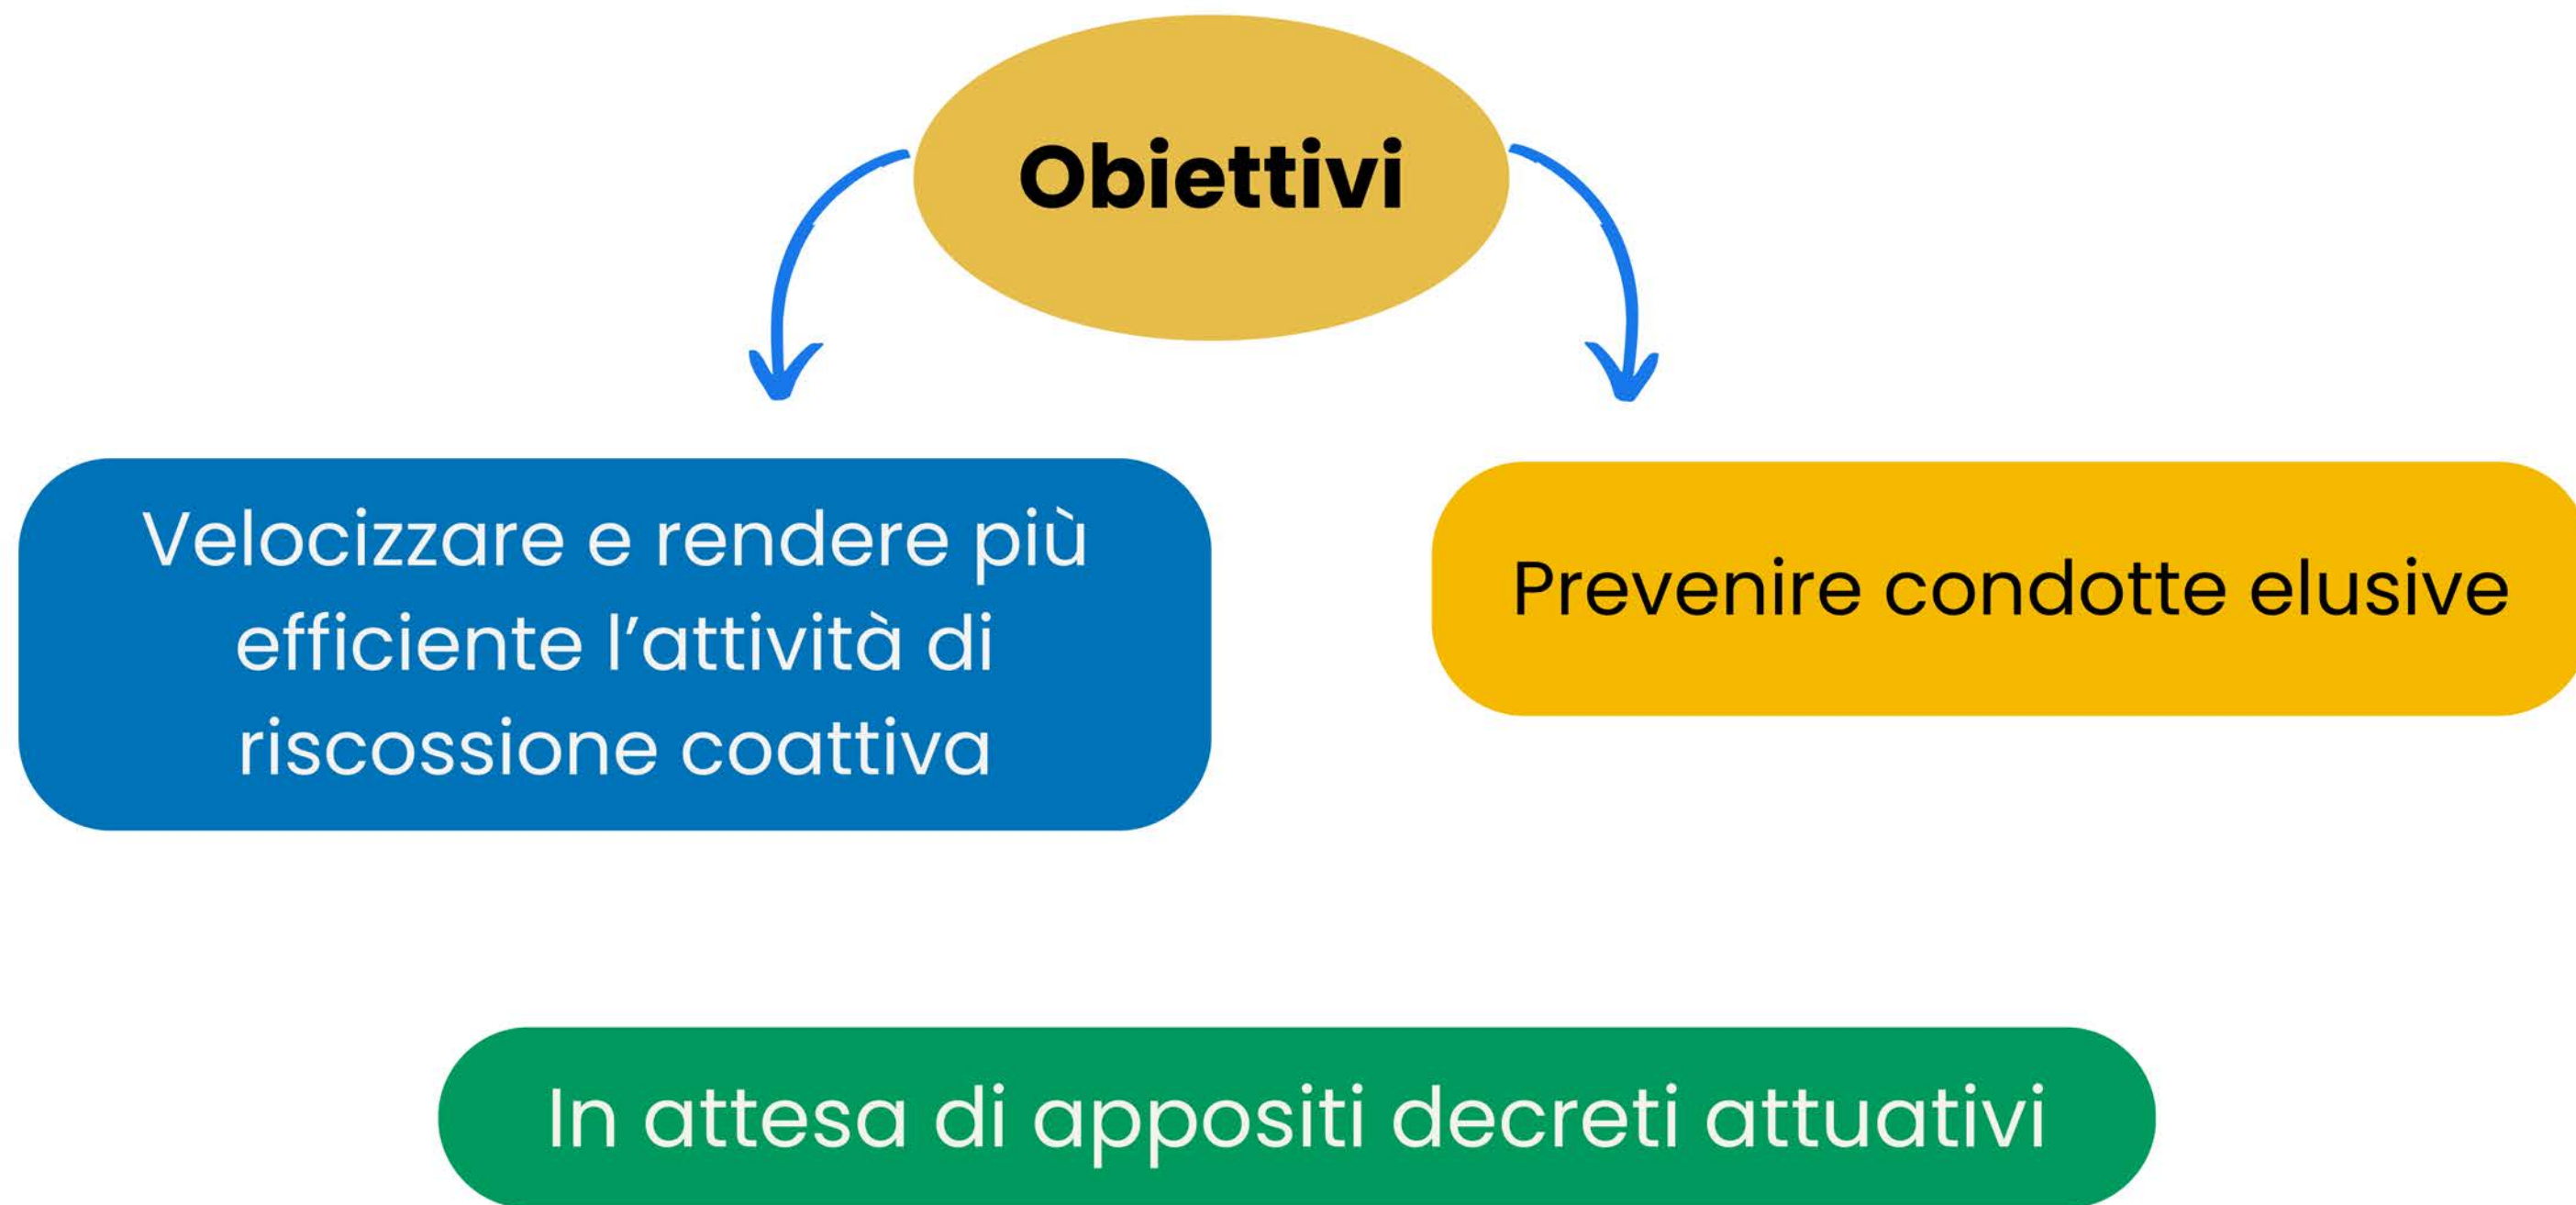 Obiettivi
Velocizzare e rendere più
efficiente l’attività di
riscossione coattiva
Prevenire condotte elusive
In attesa di appositi decreti attuativi